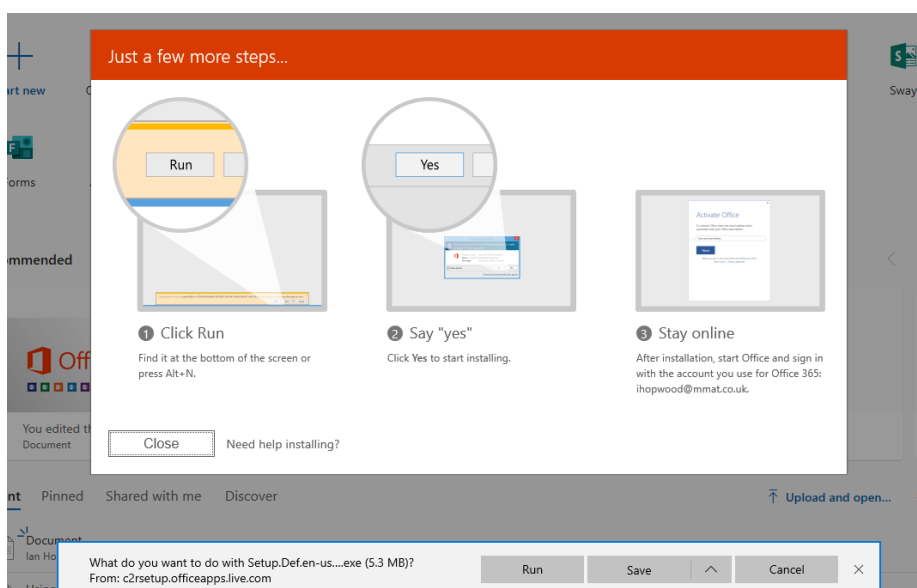 Just a few more steps...
art new
Sway
Run
Yes
F
S
orms
Activate Office
mmended
1 Click Run
2 Say "yes"
3 Stay online
Find it at the bottom of the screen or
press Alt+N.
Click Yes to start installing.
After installation, start Office and sign in
with the account you use for Office 365:
ihopwood@mmat.co.uk.
Off
You edited th
Document
Close
Need help installing?
nt Pinned Shared with me Discover
Upload and open...
Document
Ian Ho
What do you want to do with Setup.Def.en-us....exe (5.3 MB)?
From: c2rsetup.officeapps.live.com
Run
Save
Cancel